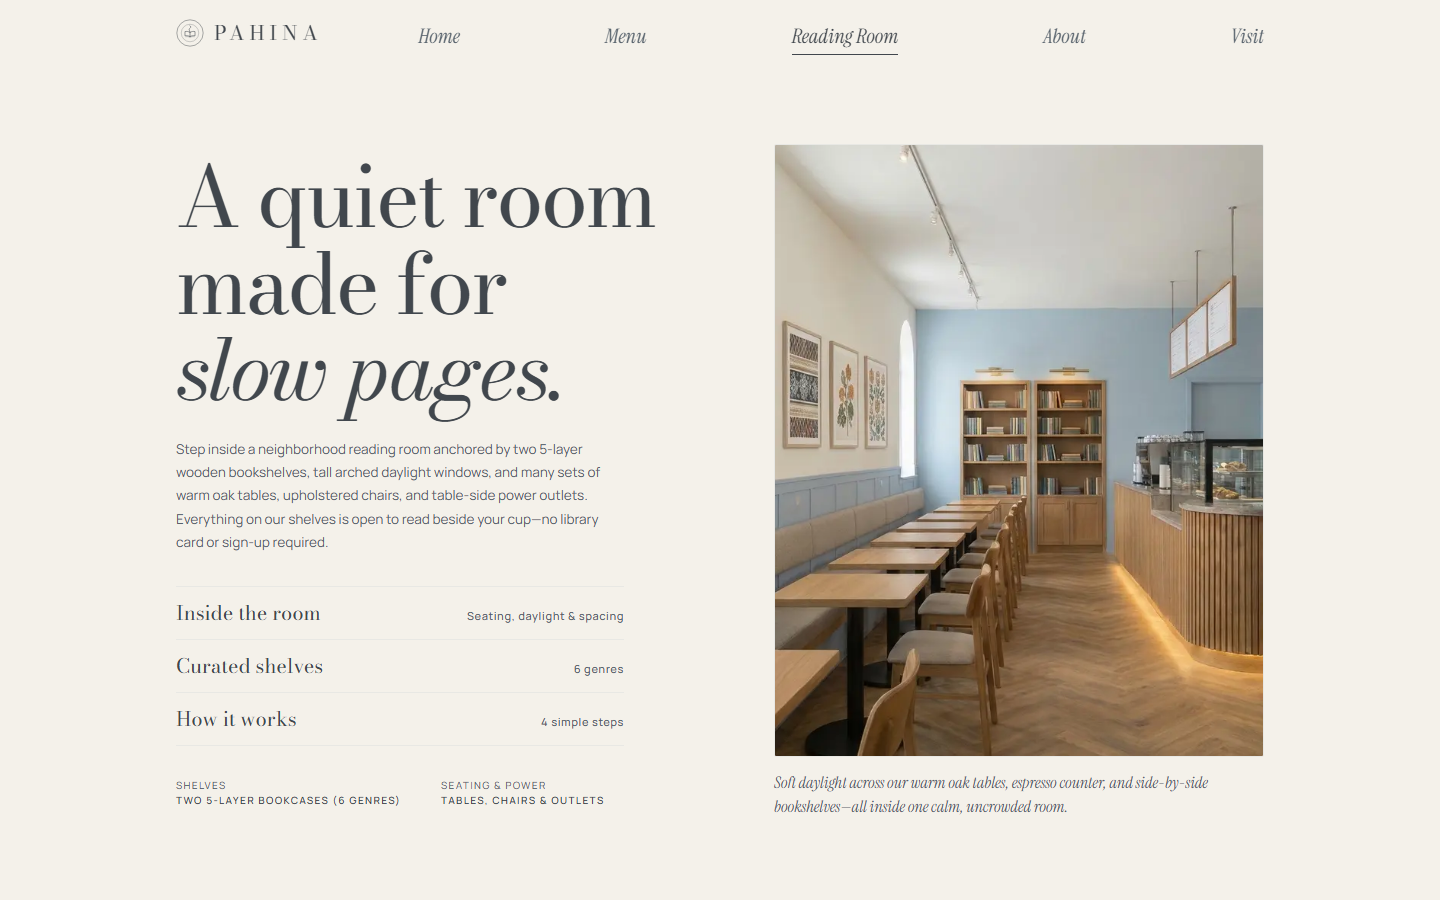 PAHINA
Home
Menu
Reading Room
About
Visit
A quiet room
made for
slow pages.
Step inside a neighborhood reading room anchored by two 5-layer
wooden bookshelves, tall arched daylight windows, and many sets of
warm oak tables, upholstered chairs, and table-side power outlets.
Everything on our shelves is open to read beside your cup—no library
card or sign-up required.
Inside the room
Seating, daylight & spacing
Curated shelves
6 genres
How it works
4 simple steps
SHELVES
TWO 5-LAYER BOOKCASES (6 GENRES)
SEATING & POWER
TABLES, CHAIRS & OUTLETS
Soft daylight across our warm oak tables, espresso counter, and side-by-side
bookshelves—all inside one calm, uncrowded room.